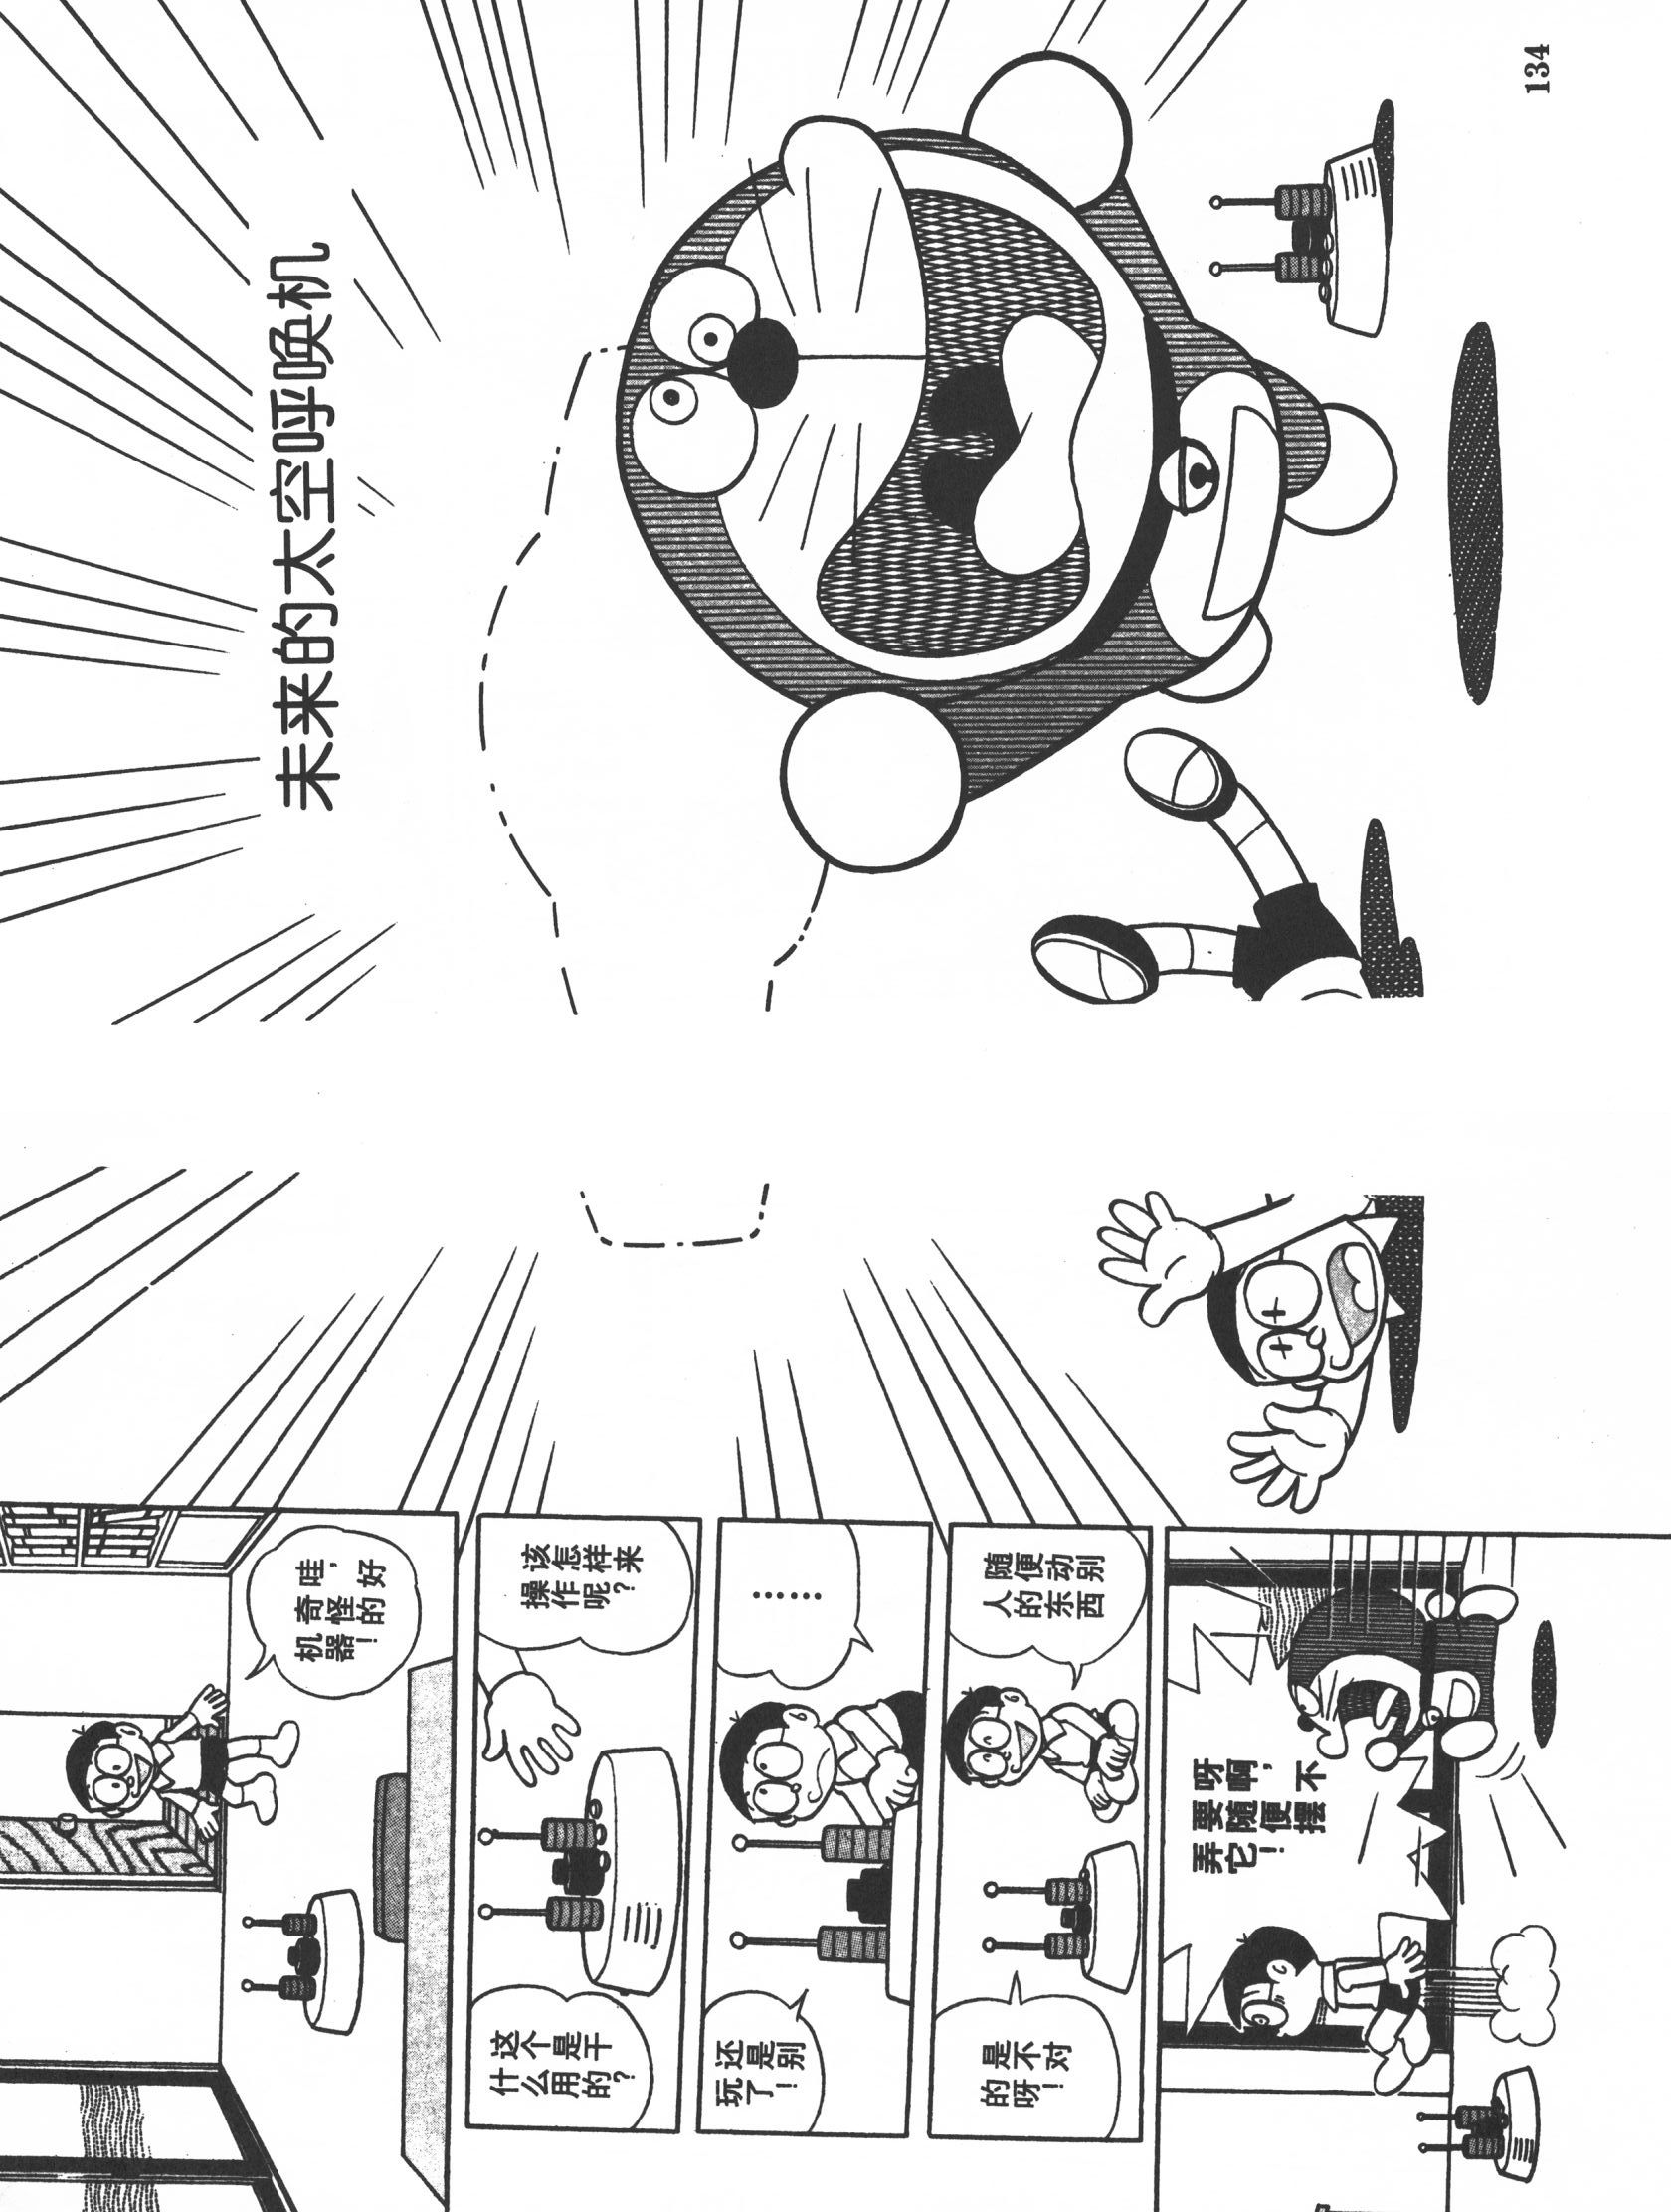 未来的太空呼唤机
134
哇，好
奇怪的
机器！
该怎样来
操作呢？
这个是干
什么用的？
……
还是别
玩了！
随便动别
人的东西
是不对
的呀！
呀啊，不
要随便摆
弄它！